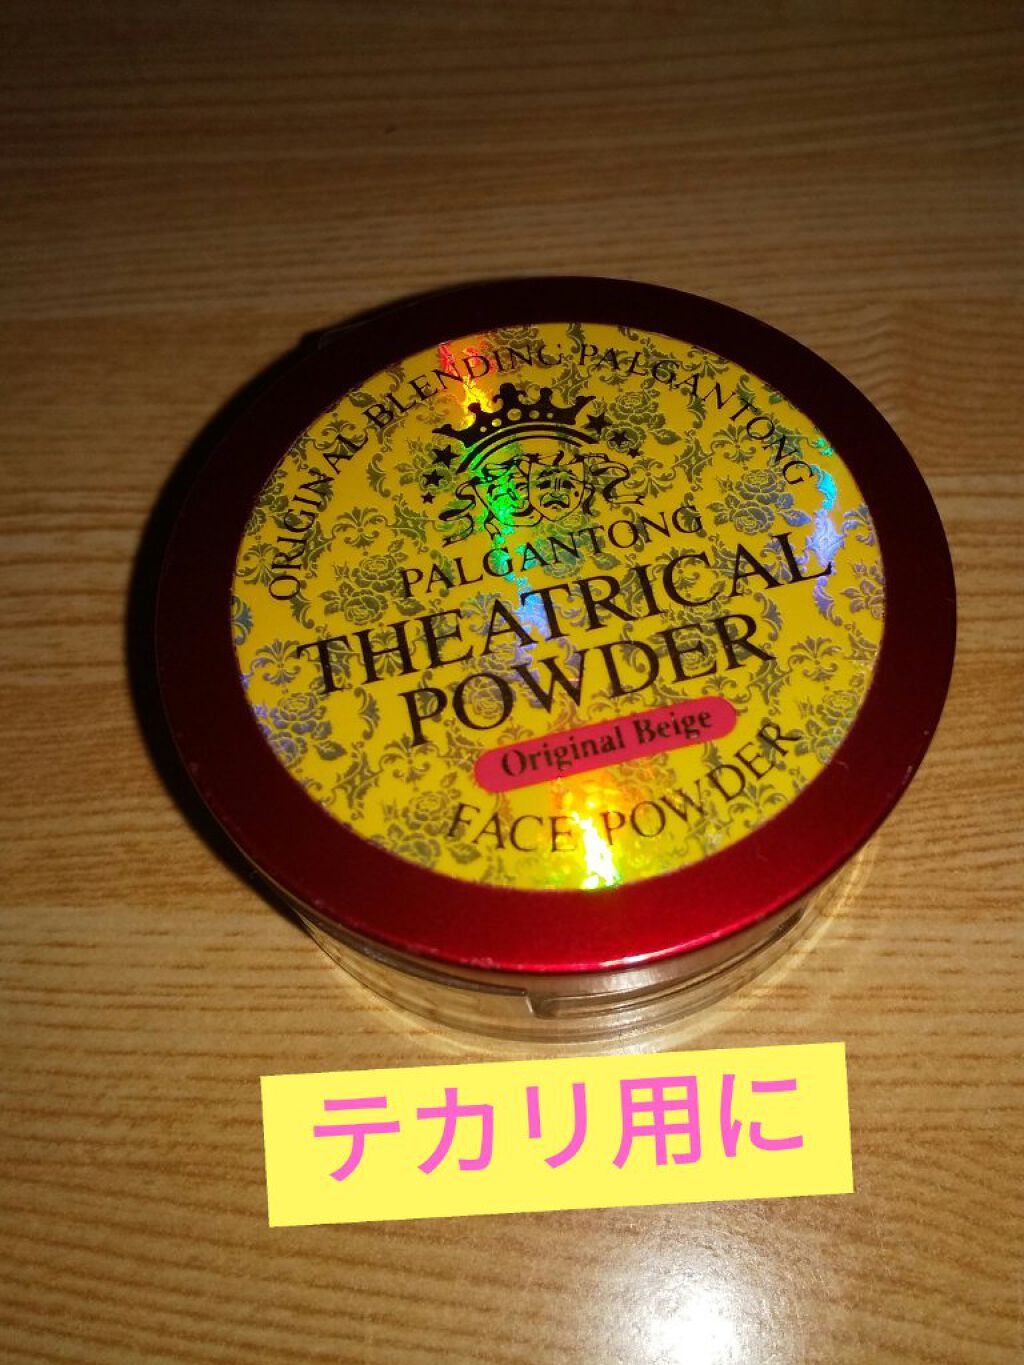 ORIGINAL BLENDING PALGANTONG
PALGANTONG
THEATRICAL
POWDER
Original Beige
FACE POWDER
テカリ用に